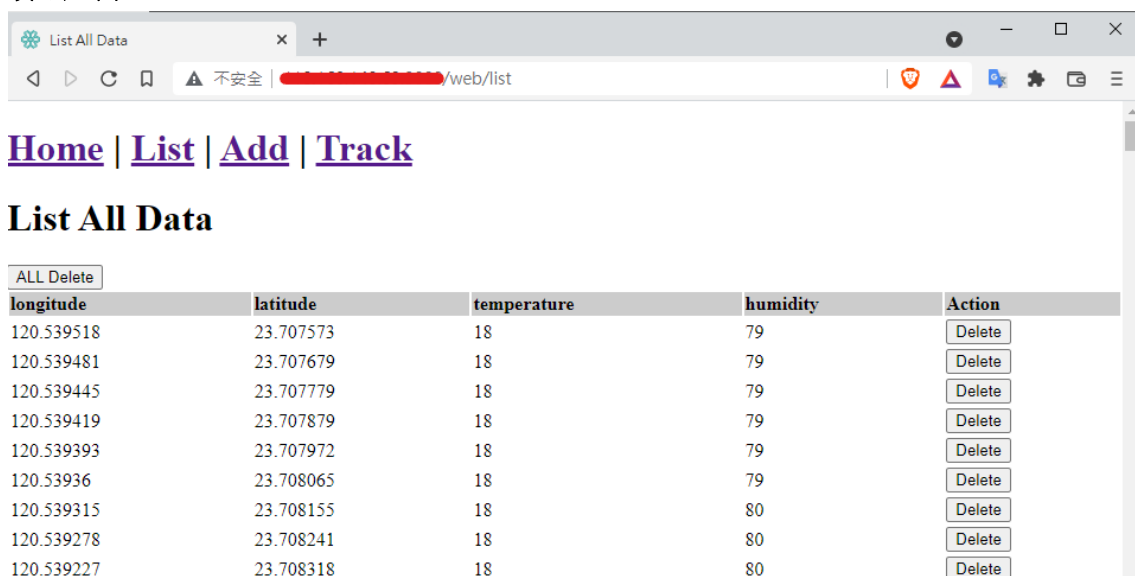 List All Data
不安全 | /web/list
Home | List | Add | Track
List All Data
ALL Delete
longitude latitude temperature humidity Action
120.539518 23.707573 18 79 Delete
120.539481 23.707679 18 79 Delete
120.539445 23.707779 18 79 Delete
120.539419 23.707879 18 79 Delete
120.539393 23.707972 18 79 Delete
120.53936 23.708065 18 79 Delete
120.539315 23.708155 18 80 Delete
120.539278 23.708241 18 80 Delete
120.539227 23.708318 18 80 Delete